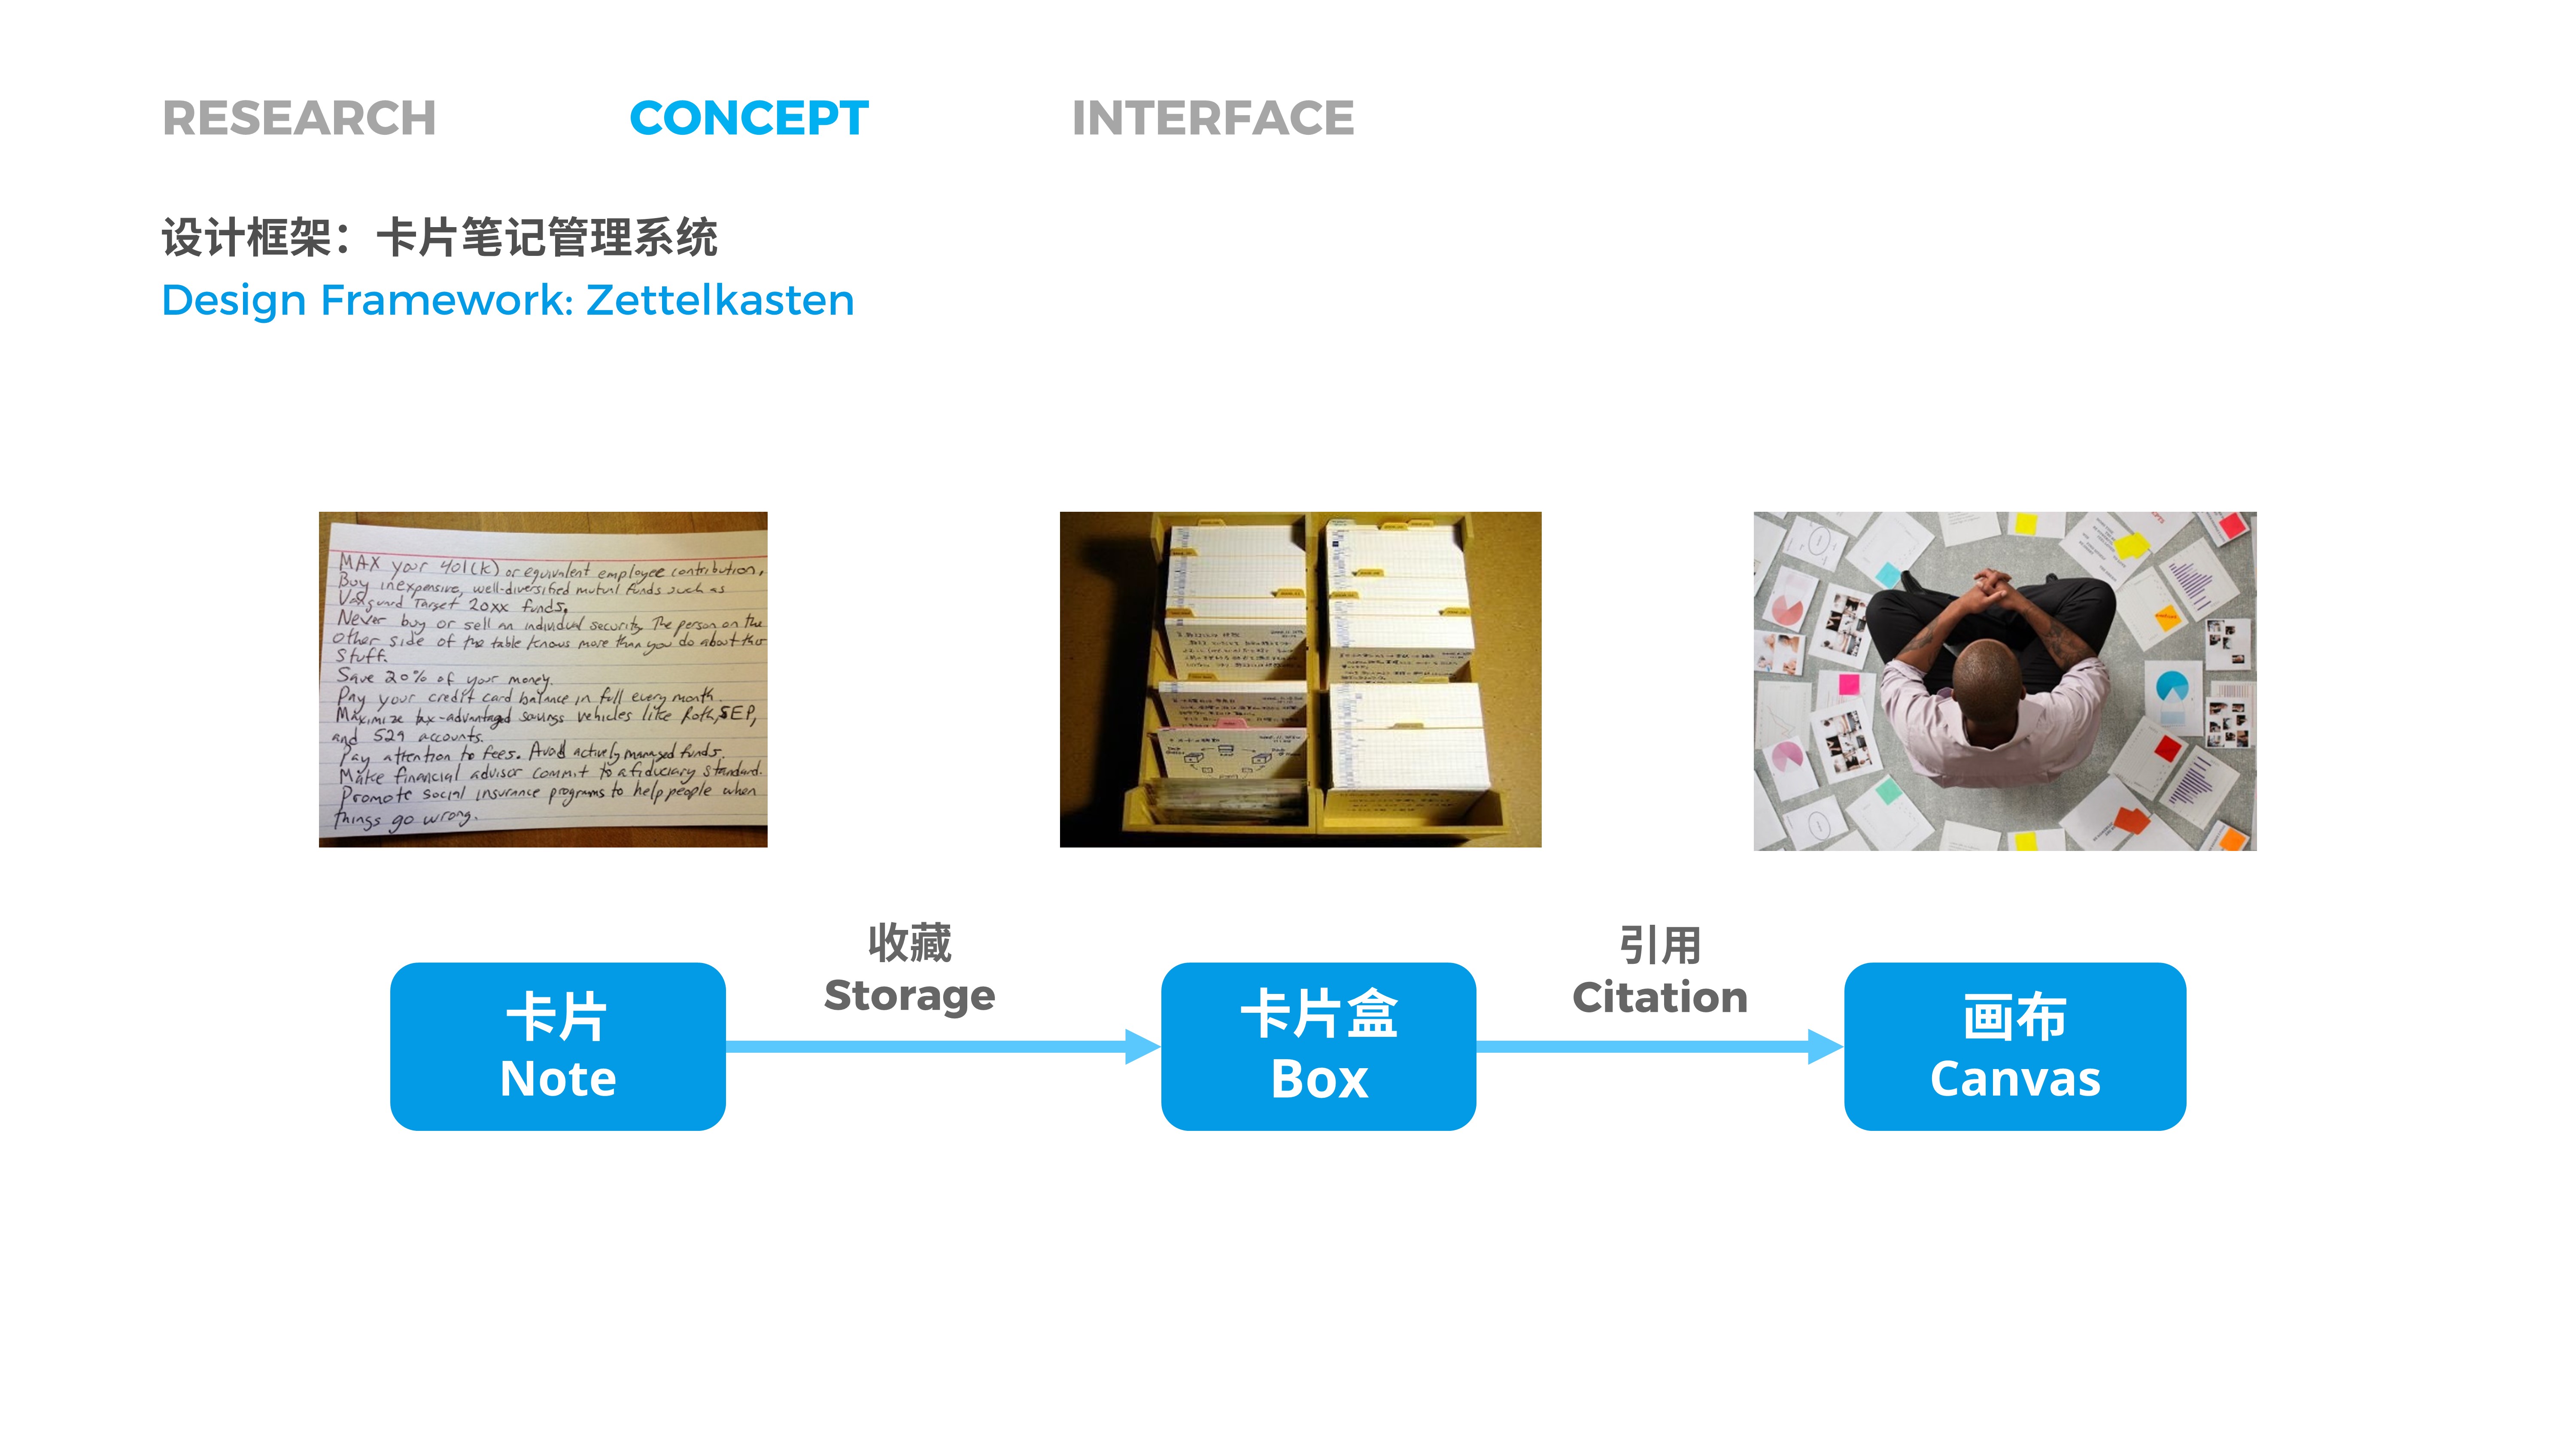 RESEARCH
CONCEPT
INTERFACE
设计框架：卡片笔记管理系统
Design Framework: Zettelkasten
MAX your 401(k) or equivalent employee contribution,
Buy inexpensive, well-diversified mutual funds such as
Vanguard Target 20xx funds.
Never buy or sell an individual security. The person on the
other side of the table knows more than you do about this
stuff.
Save 20% of your money.
Pay your credit card balance in full every month.
Maximize tax-advantaged savings vehicles like Roth, SEP,
and 529 accounts.
Pay attention to fees. Avoid actively managed funds.
Make financial advisor commit to a fiduciary standard.
Promote social insurance programs to help people when
things go wrong.
收藏
Storage
引用
Citation
卡片
Note
卡片盒
Box
画布
Canvas